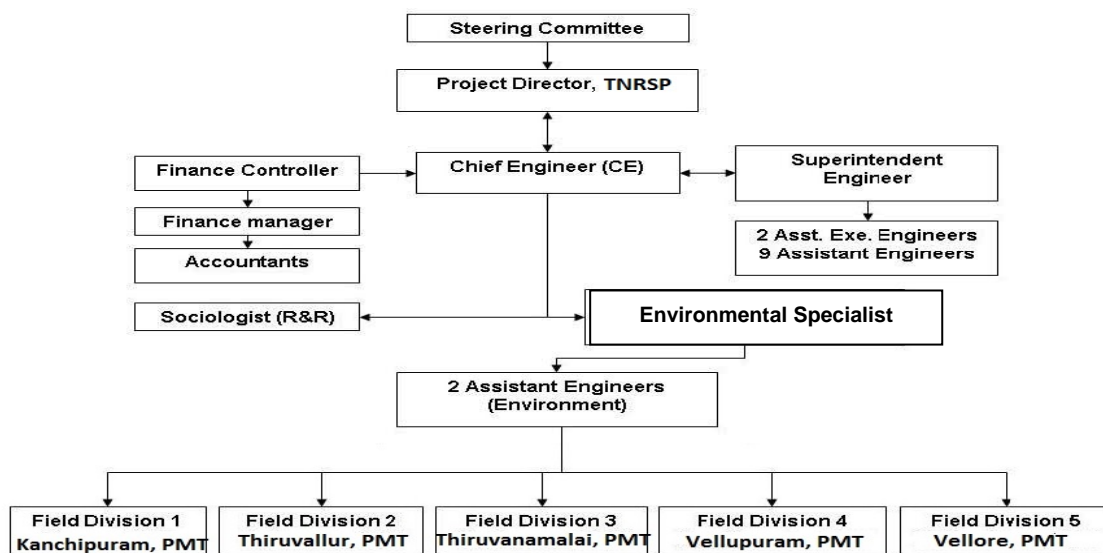 Steering Committee
Project Director, TNRSP
Finance Controller
Chief Engineer (CE)
Superintendent
Engineer
Finance manager
2 Asst. Exe. Engineers
9 Assistant Engineers
Accountants
Sociologist (R&R)
Environmental Specialist
2 Assistant Engineers
(Environment)
Field Division 1
Kanchipuram, PMT
Field Division 2
Thiruvallur, PMT
Field Division 3
Thiruvanamalai, PMT
Field Division 4
Vellupuram, PMT
Field Division 5
Vellore, PMT